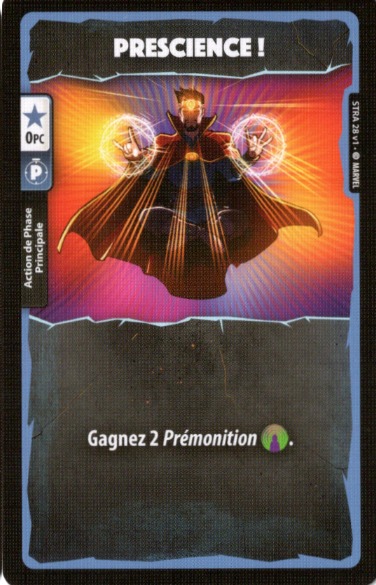 PRESCIENCE !
0PC
P
Action de Phase
Principale
STRA 28 v1 • © MARVEL
Gagnez 2 Prémonition.